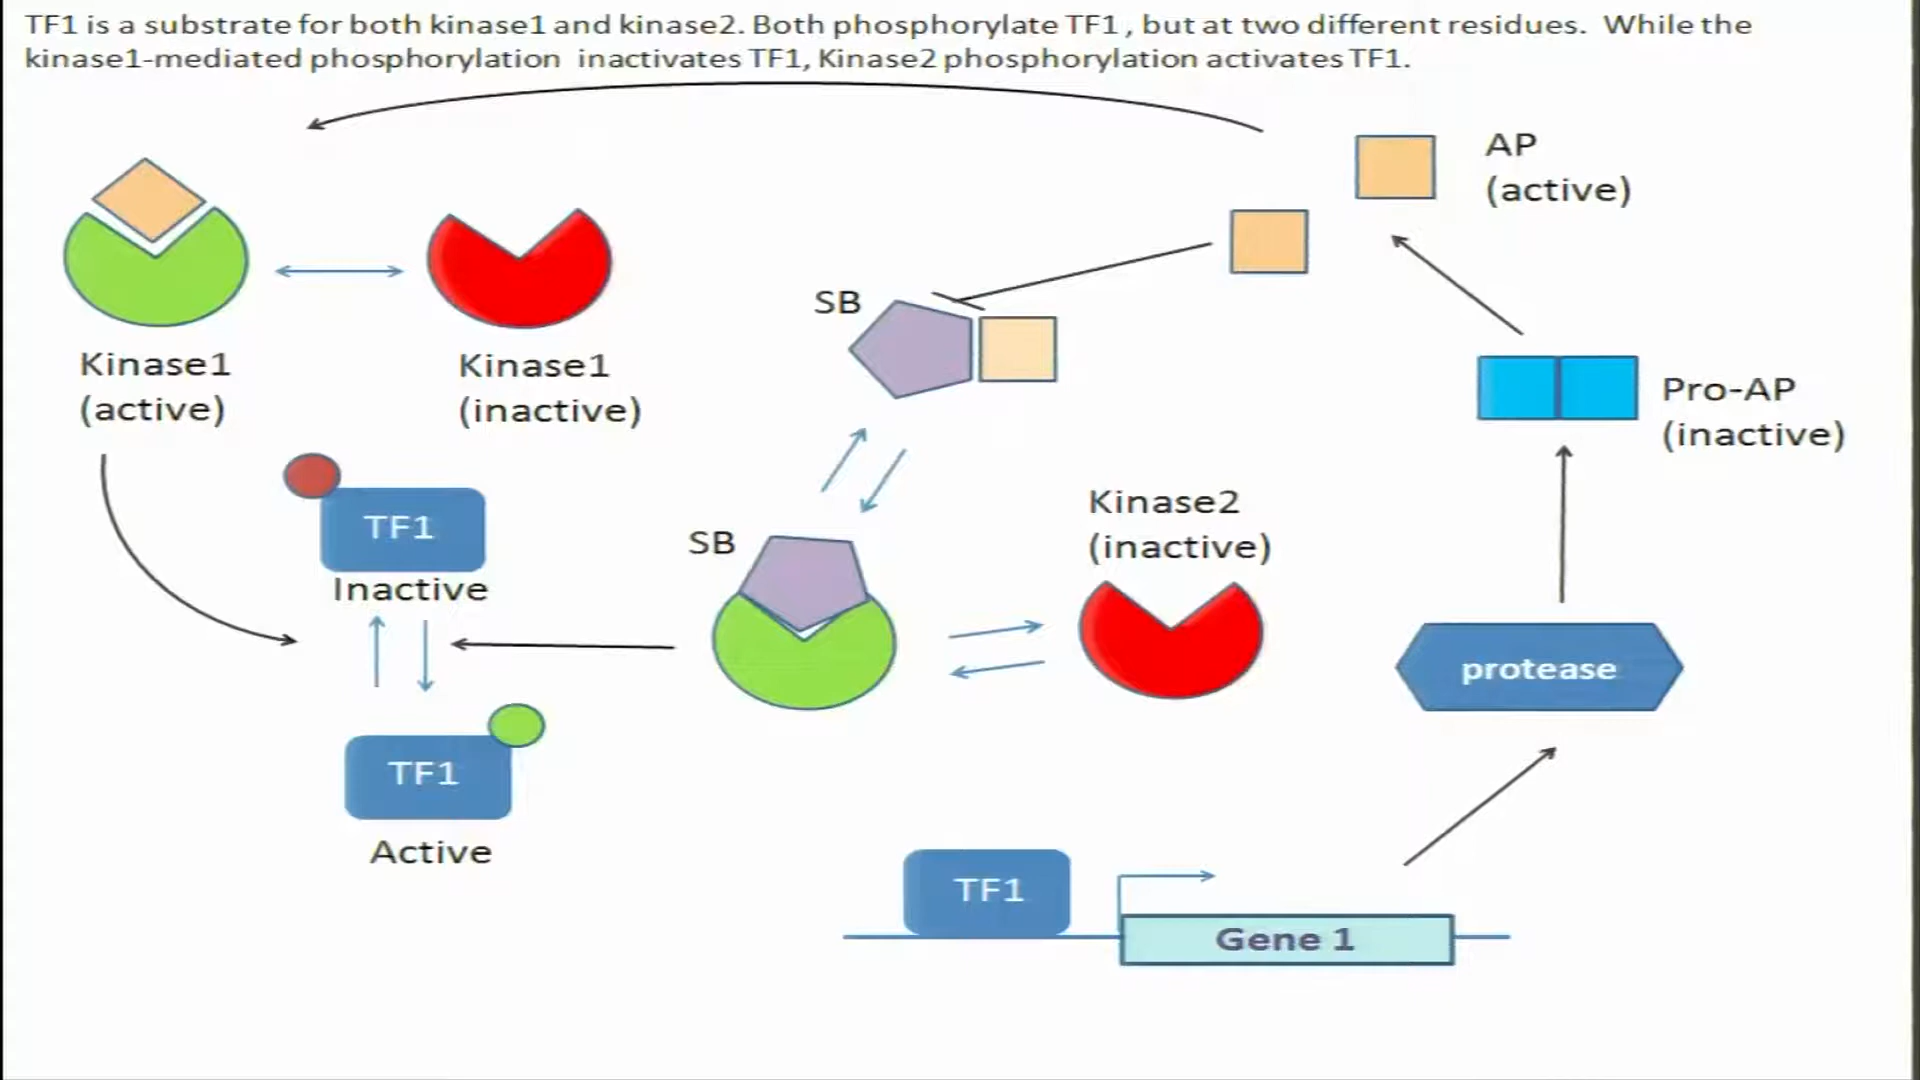 TF1 is a substrate for both kinase1 and kinase2. Both phosphorylate TF1, but at two different residues. While the
kinase1-mediated phosphorylation inactivates TF1, Kinase2 phosphorylation activates TF1.
AP
(active)
SB
Kinase1
(active)
Kinase1
(inactive)
Pro-AP
(inactive)
TF1
Inactive
SB
Kinase2
(inactive)
protease
TF1
Active
TF1
Gene 1